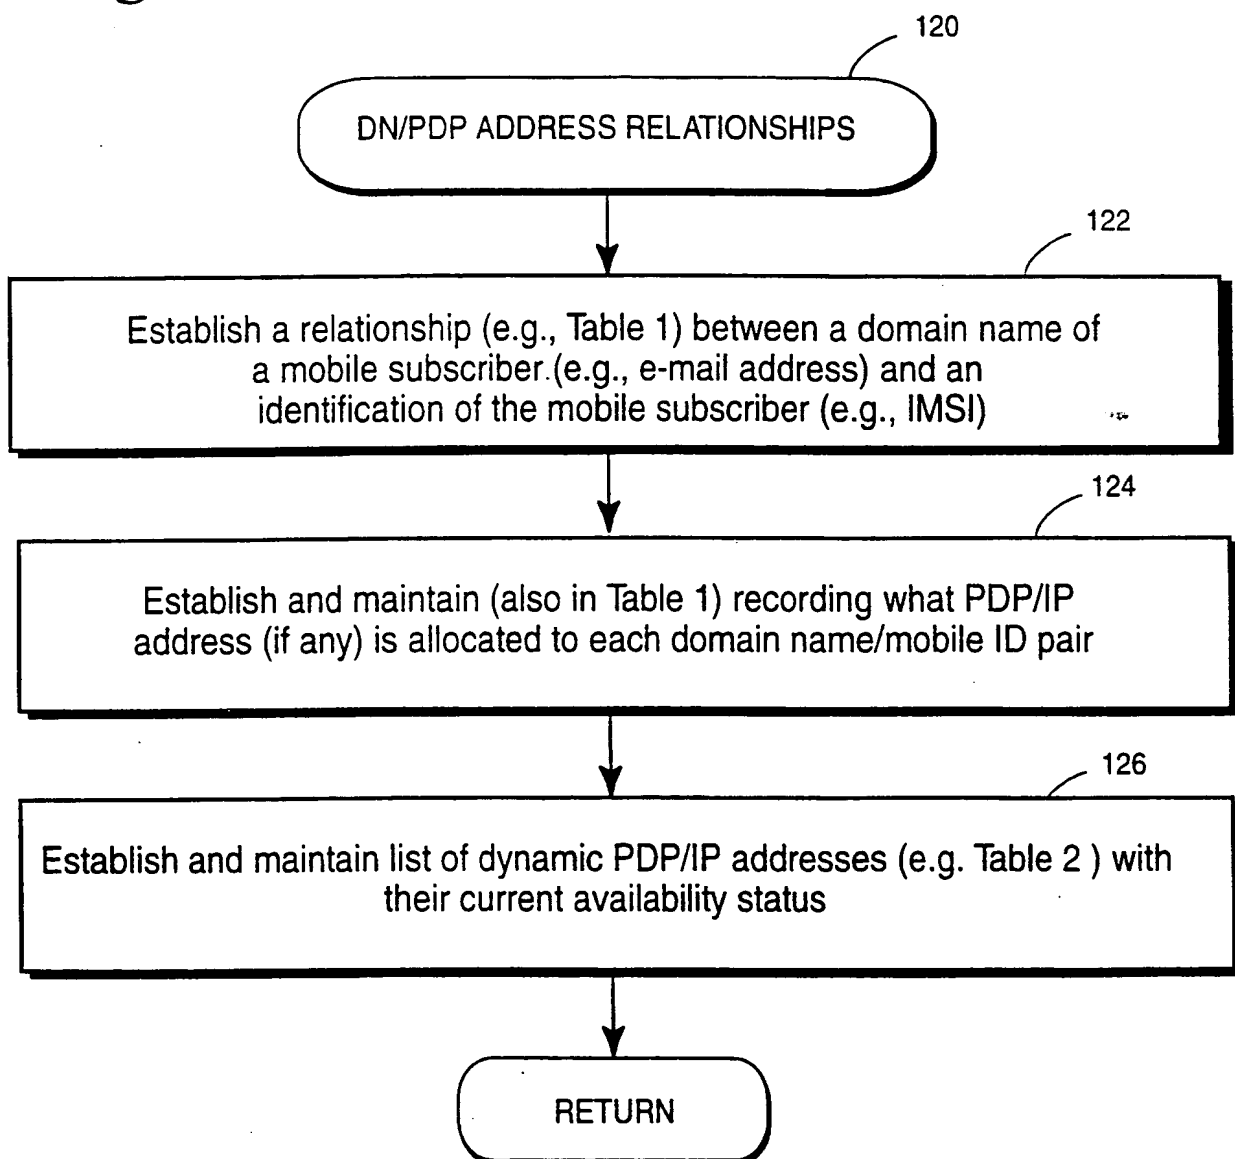 120
DN/PDP ADDRESS RELATIONSHIPS
122
Establish a relationship (e.g., Table 1) between a domain name of
a mobile subscriber.(e.g., e-mail address) and an
identification of the mobile subscriber (e.g., IMSI)
124
Establish and maintain (also in Table 1) recording what PDP/IP
address (if any) is allocated to each domain name/mobile ID pair
126
Establish and maintain list of dynamic PDP/IP addresses (e.g. Table 2 ) with
their current availability status
RETURN